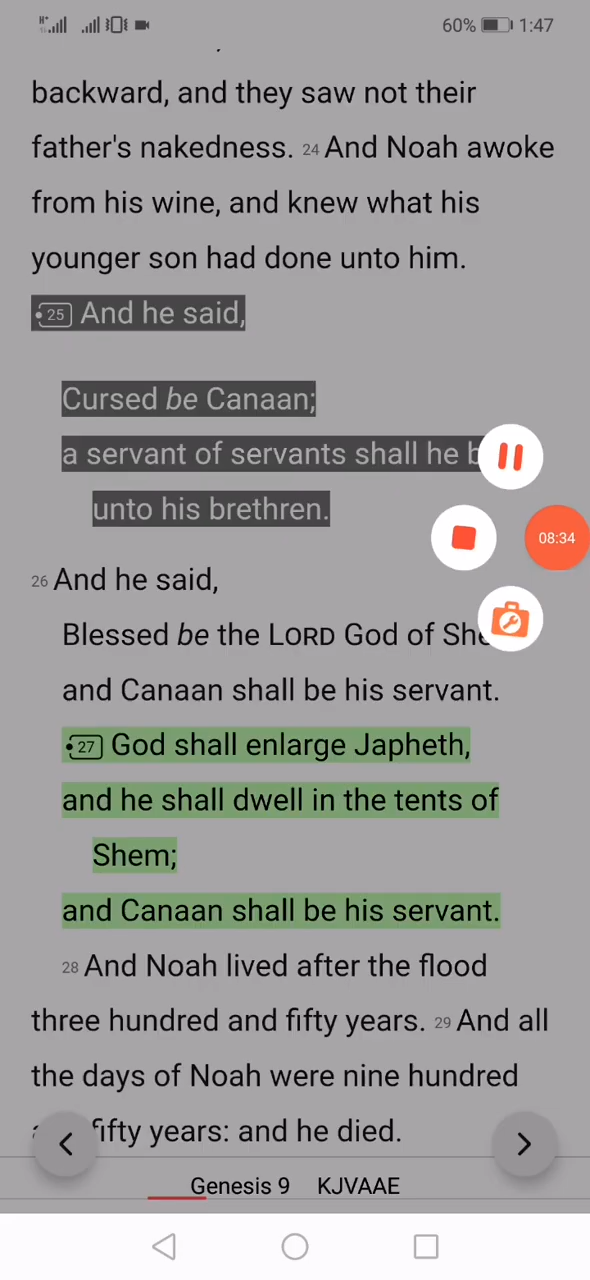 60% 1:47
backward, and they saw not their
father's nakedness. 24 And Noah awoke
from his wine, and knew what his
younger son had done unto him.
25 And he said,
Cursed be Canaan;
a servant of servants shall he
unto his brethren.
08:34
26 And he said,
Blessed be the LORD God of
and Canaan shall be his servant.
27 God shall enlarge Japheth,
and he shall dwell in the tents of
Shem;
and Canaan shall be his servant.
28 And Noah lived after the flood
three hundred and fifty years. 29 And all
the days of Noah were nine hundred
fifty years: and he died.
Genesis 9 KJVAAE